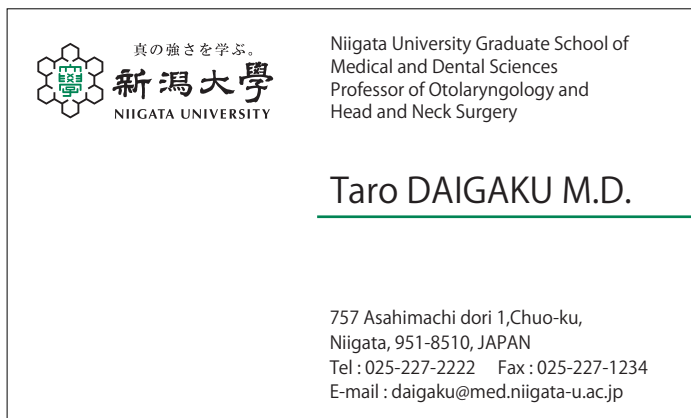 真の強さを学ぶ。
大學
新潟大學
NIIGATA UNIVERSITY
Niigata University Graduate School of
Medical and Dental Sciences
Professor of Otolaryngology and
Head and Neck Surgery
Taro DAIGAKU M.D.
757 Asahimachi dori 1,Chuo-ku,
Niigata, 951-8510, JAPAN
Tel : 025-227-2222 Fax : 025-227-1234
E-mail : daigaku@med.niigata-u.ac.jp